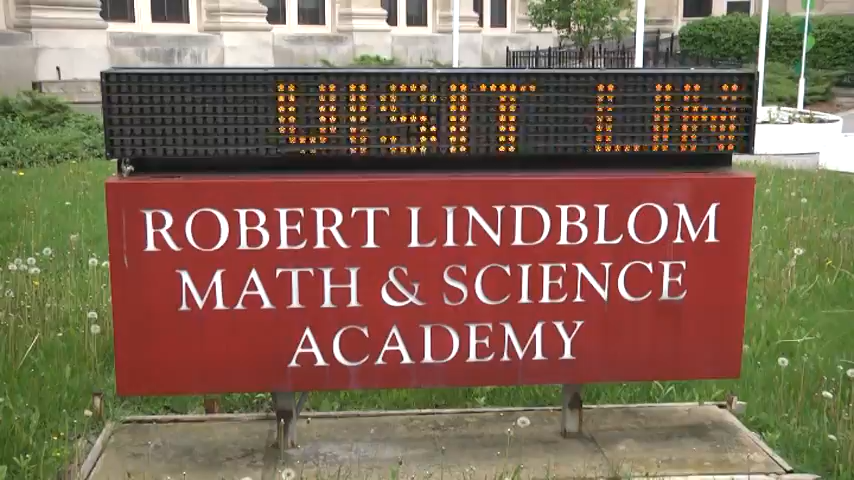 VISIT LIN
ROBERT LINDBLOM
MATH & SCIENCE
ACADEMY